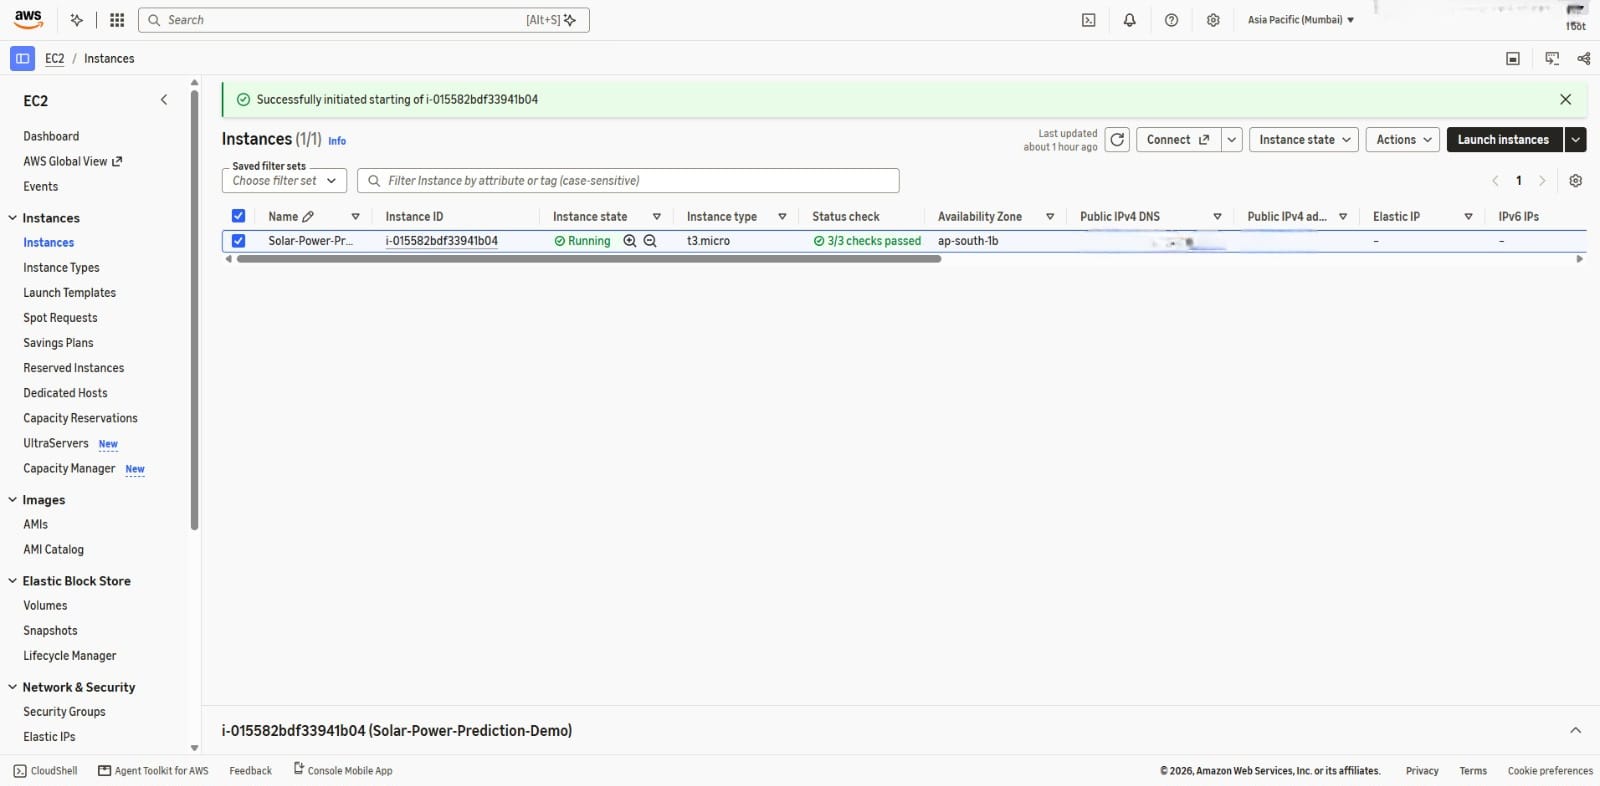 aws
Search [Alt+S]
Asia Pacific (Mumbai)
EC2 / Instances
EC2
Dashboard
AWS Global View
Events
Instances
Instances
Instance Types
Launch Templates
Spot Requests
Savings Plans
Reserved Instances
Dedicated Hosts
Capacity Reservations
UltraServers New
Capacity Manager New
Images
AMIs
AMI Catalog
Elastic Block Store
Volumes
Snapshots
Lifecycle Manager
Network & Security
Security Groups
Elastic IPs
Successfully initiated starting of i-015582bdf33941b04
Instances (1/1) Info
Last updated
about 1 hour ago
Connect
Instance state
Actions
Launch instances
Saved filter sets
Choose filter set
Filter Instance by attribute or tag (case-sensitive)
1
Name Instance ID Instance state Instance type Status check Availability Zone Public IPv4 DNS Public IPv4 ad... Elastic IP IPv6 IPs
Solar-Power-Pr... i-015582bdf33941b04 Running t3.micro 3/3 checks passed ap-south-1b – –
i-015582bdf33941b04 (Solar-Power-Prediction-Demo)
CloudShell Agent Toolkit for AWS Feedback Console Mobile App
© 2026, Amazon Web Services, Inc. or its affiliates. Privacy Terms Cookie preferences